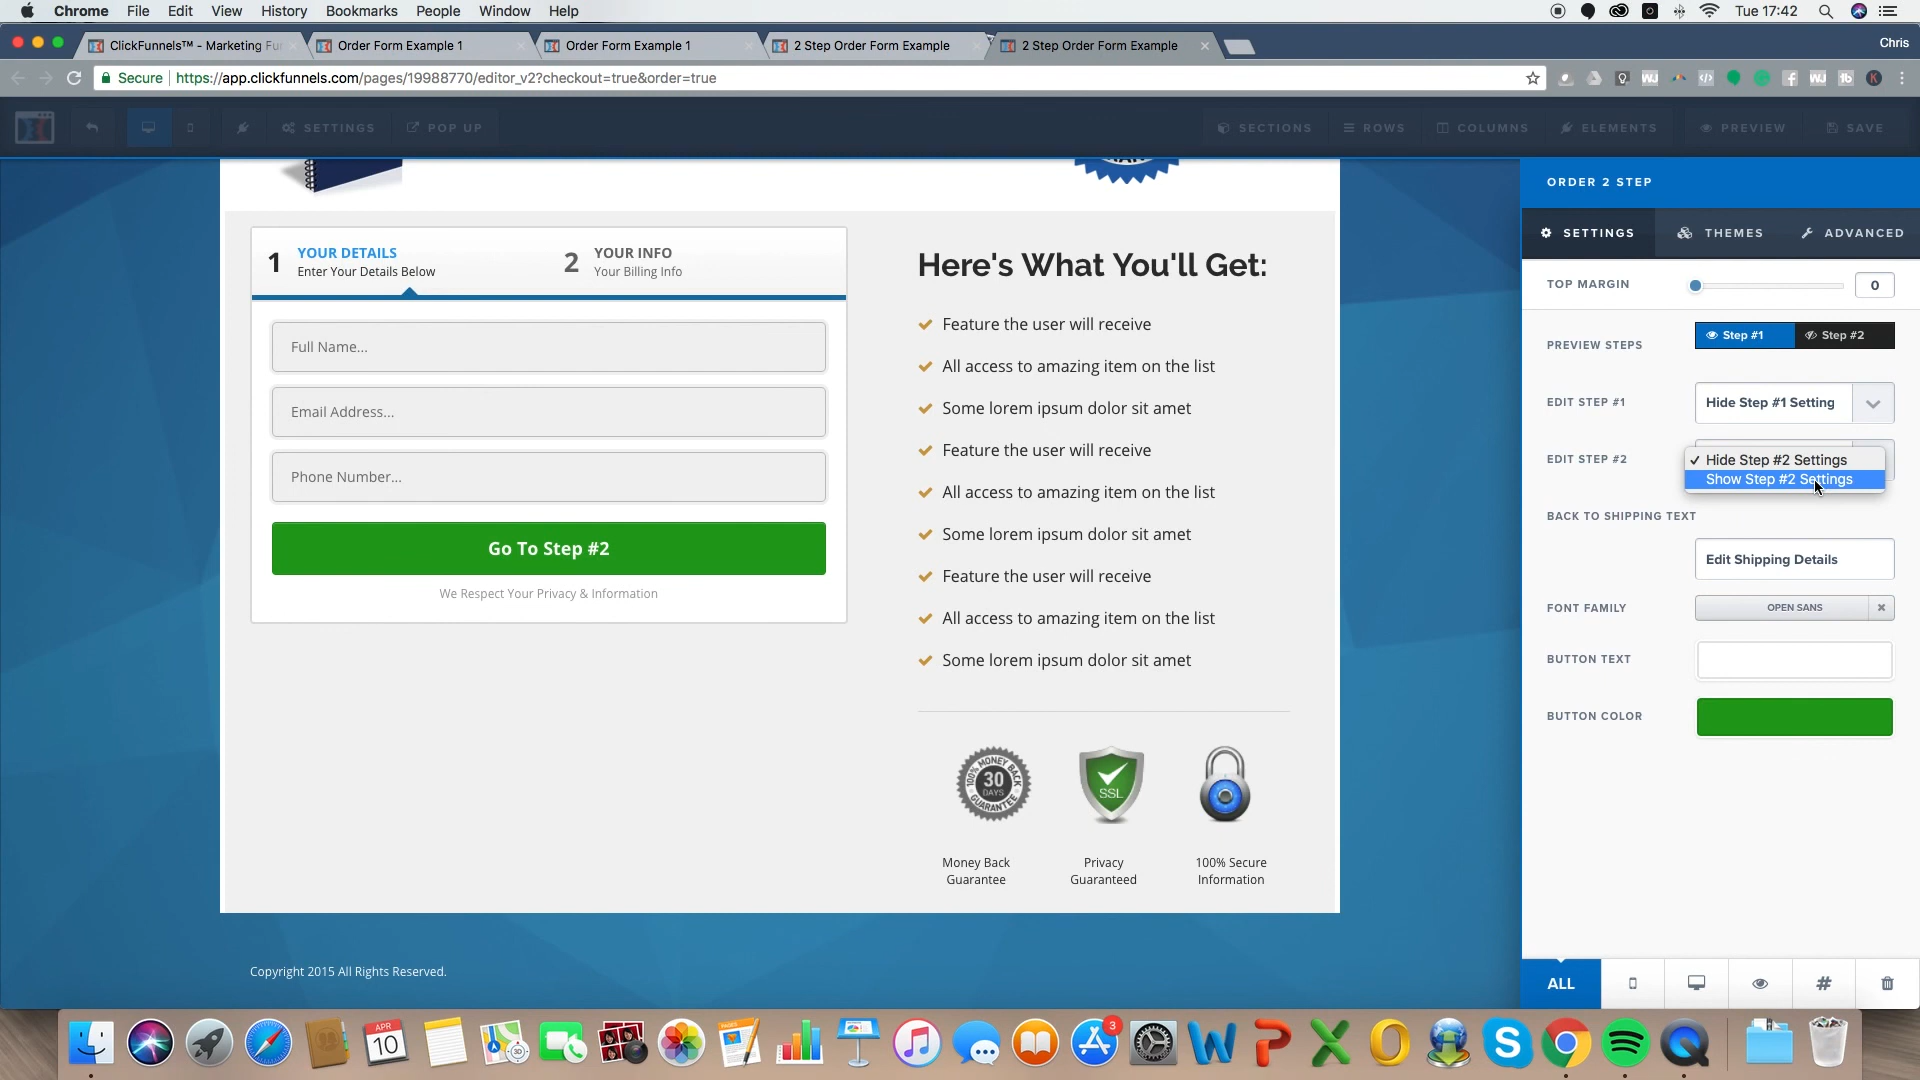 Chrome File Edit View History Bookmarks People Window Help Tue 17:42
ClickFunnels™ - Marketing Fu Order Form Example 1 Order Form Example 1 2 Step Order Form Example 2 Step Order Form Example Chris
Secure https://app.clickfunnels.com/pages/19988770/editor_v2?checkout=true&order=true
SETTINGS POP UP SECTIONS ROWS COLUMNS ELEMENTS PREVIEW SAVE
ORDER 2 STEP
SETTINGS THEMES ADVANCED
TOP MARGIN 0
PREVIEW STEPS Step #1 Step #2
EDIT STEP #1 Hide Step #1 Setting
EDIT STEP #2 Hide Step #2 Settings
Show Step #2 Settings
BACK TO SHIPPING TEXT
Edit Shipping Details
FONT FAMILY OPEN SANS
BUTTON TEXT
BUTTON COLOR
ALL
1 YOUR DETAILS
Enter Your Details Below
2 YOUR INFO
Your Billing Info
Full Name...
Email Address...
Phone Number...
Go To Step #2
We Respect Your Privacy & Information
Here's What You'll Get:
Feature the user will receive
All access to amazing item on the list
Some lorem ipsum dolor sit amet
Feature the user will receive
All access to amazing item on the list
Some lorem ipsum dolor sit amet
Feature the user will receive
All access to amazing item on the list
Some lorem ipsum dolor sit amet
100% MONEY BACK
30
DAYS
GUARANTEE
SSL
Money Back
Guarantee
Privacy
Guaranteed
100% Secure
Information
Copyright 2015 All Rights Reserved.
APR
10
PAGES
3